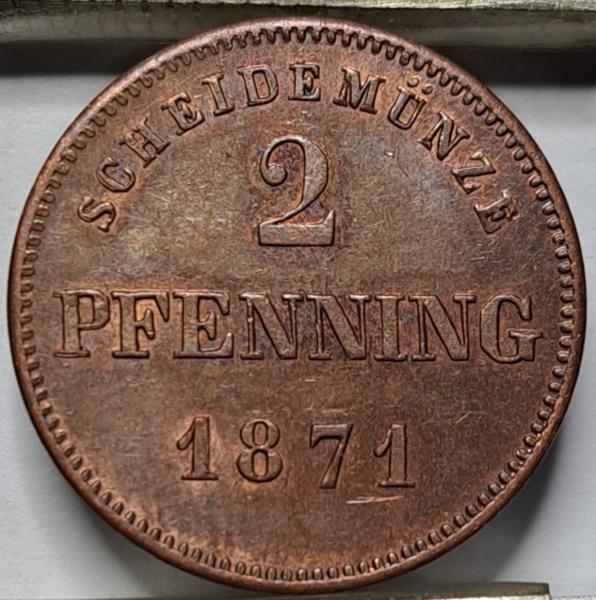 SCHEIDEMÜNZE
2
PFENNING
1871